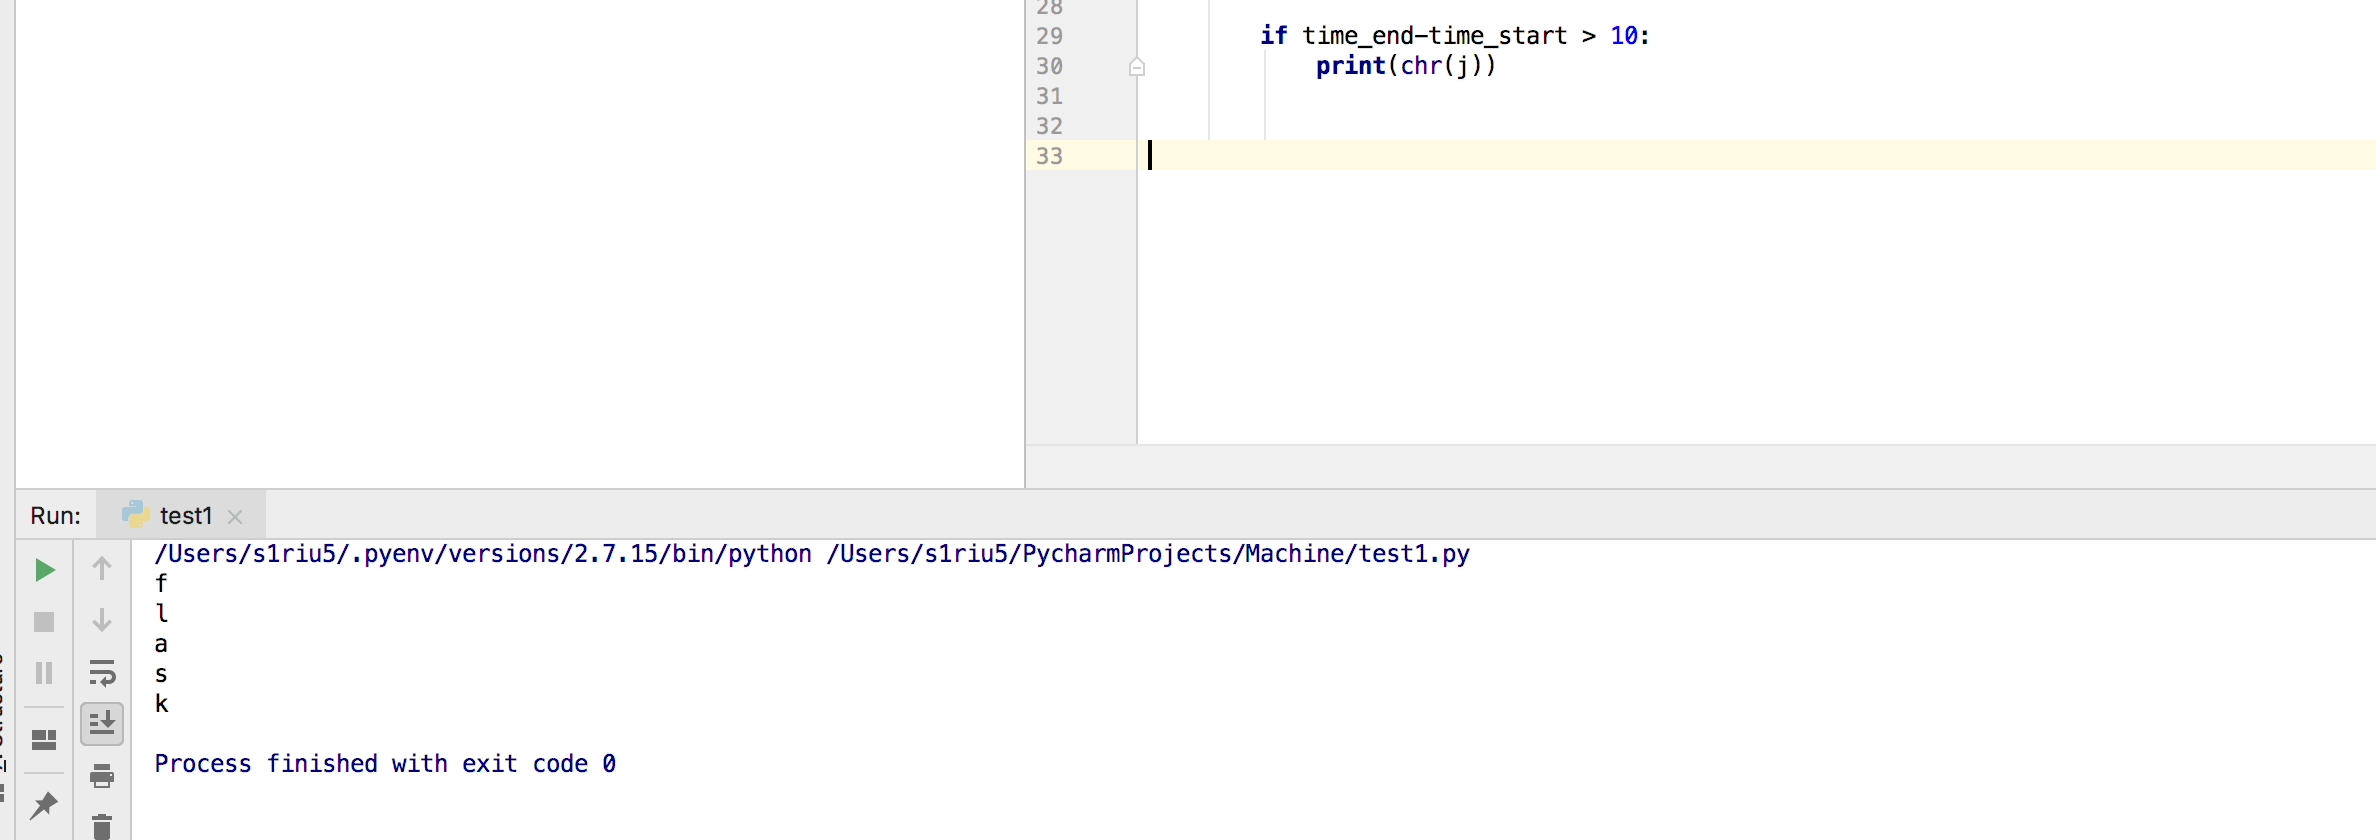 28
29 if time_end-time_start > 10:
30 print(chr(j))
31
32
33
Run: test1
/Users/s1riu5/.pyenv/versions/2.7.15/bin/python /Users/s1riu5/PycharmProjects/Machine/test1.py
f
l
a
s
k
Process finished with exit code 0